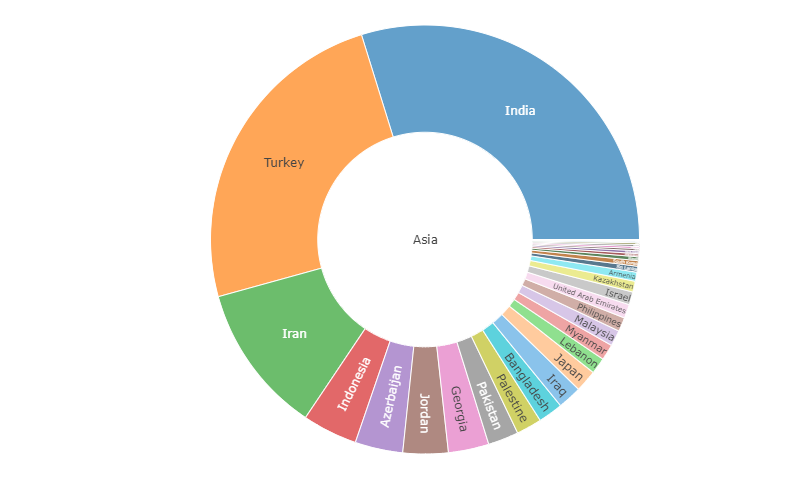 India
Turkey
Asia
Iran
Indonesia
Azerbaijan
Jordan
Georgia
Pakistan
Palestine
Bangladesh
Iraq
Japan
Lebanon
Myanmar
Malaysia
Philippines
United Arab Emirates
Israel
Kazakhstan
Armenia